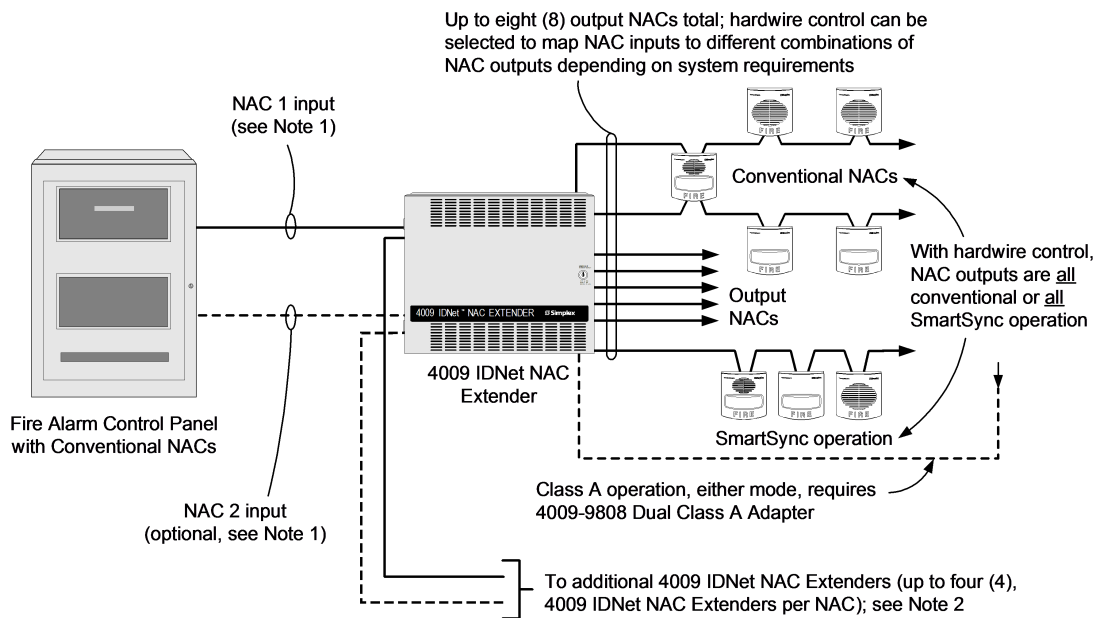 Up to eight (8) output NACs total; hardwire control can be
selected to map NAC inputs to different combinations of
NAC outputs depending on system requirements
NAC 1 input
(see Note 1)
FIRE
FIRE
FIRE
Conventional NACs
FIRE
FIRE
With hardwire control,
NAC outputs are all
conventional or all
SmartSync operation
Output
NACs
4009 IDNet™ NAC EXTENDER
Simplex
4009 IDNet NAC
Extender
FIRE
FIRE
FIRE
SmartSync operation
Fire Alarm Control Panel
with Conventional NACs
Class A operation, either mode, requires
4009-9808 Dual Class A Adapter
NAC 2 input
(optional, see Note 1)
To additional 4009 IDNet NAC Extenders (up to four (4),
4009 IDNet NAC Extenders per NAC); see Note 2